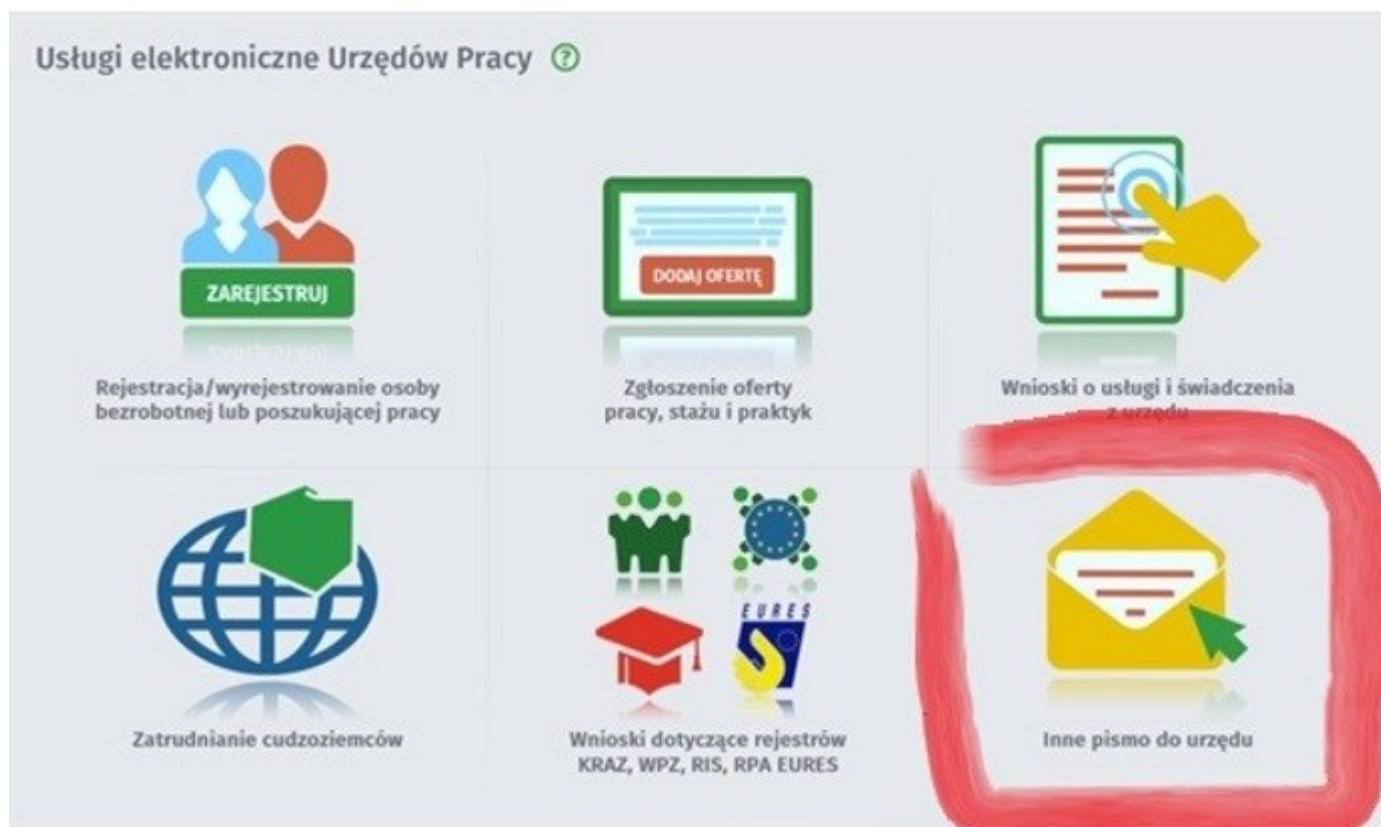 Usługi elektroniczne Urzędów Pracy ?
ZAREJESTRUJ
DODAJ OFERTĘ
Rejestracja/wyrejestrowanie osoby
bezrobotnej lub poszukującej pracy
Zgłoszenie oferty
pracy, stażu i praktyk
Wnioski o usługi i świadczenia
z urzędu
EURES
Zatrudnianie cudzoziemców
Wnioski dotyczące rejestrów
KRAZ, WPZ, RIS, RPA EURES
Inne pismo do urzędu